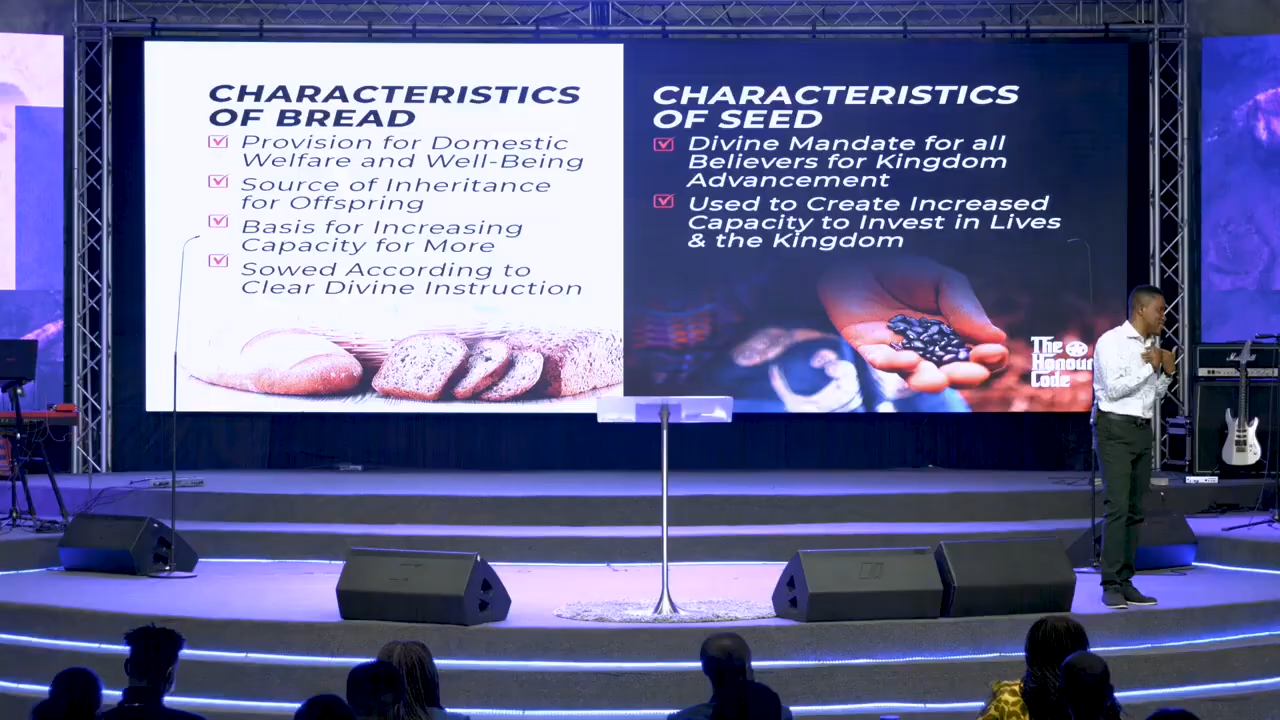 CHARACTERISTICS
OF BREAD
Provision for Domestic
Welfare and Well-Being
Source of Inheritance
for Offspring
Basis for Increasing
Capacity for More
Sowed According to
Clear Divine Instruction
CHARACTERISTICS
OF SEED
Divine Mandate for all
Believers for Kingdom
Advancement
Used to Create Increased
Capacity to Invest in Lives
& the Kingdom
The
Honour
Code
Marshall